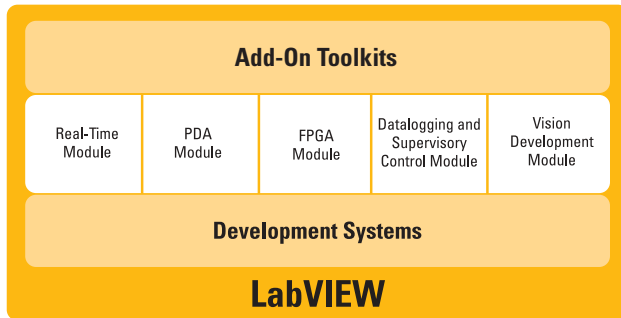 Add-On Toolkits
Real-Time
Module
PDA
Module
FPGA
Module
Datalogging and
Supervisory
Control Module
Vision
Development
Module
Development Systems
LabVIEW